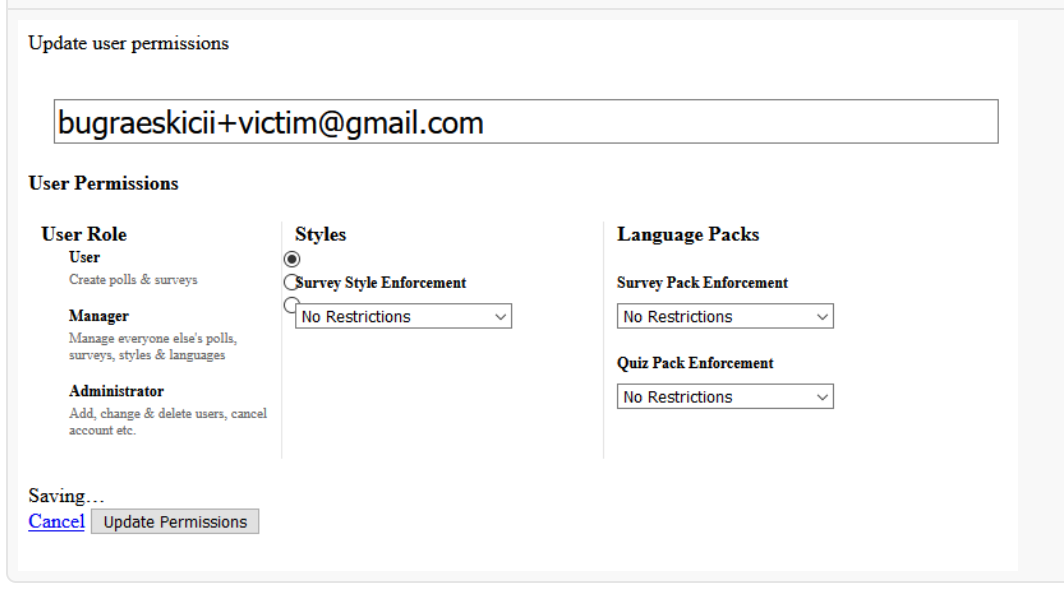 Update user permissions
bugraeskicii+victim@gmail.com
User Permissions
User Role
User
Create polls & surveys
Manager
Manage everyone else's polls,
surveys, styles & languages
Administrator
Add, change & delete users, cancel
account etc.
Styles
Survey Style Enforcement
No Restrictions
Language Packs
Survey Pack Enforcement
No Restrictions
Quiz Pack Enforcement
No Restrictions
Saving…
Cancel Update Permissions